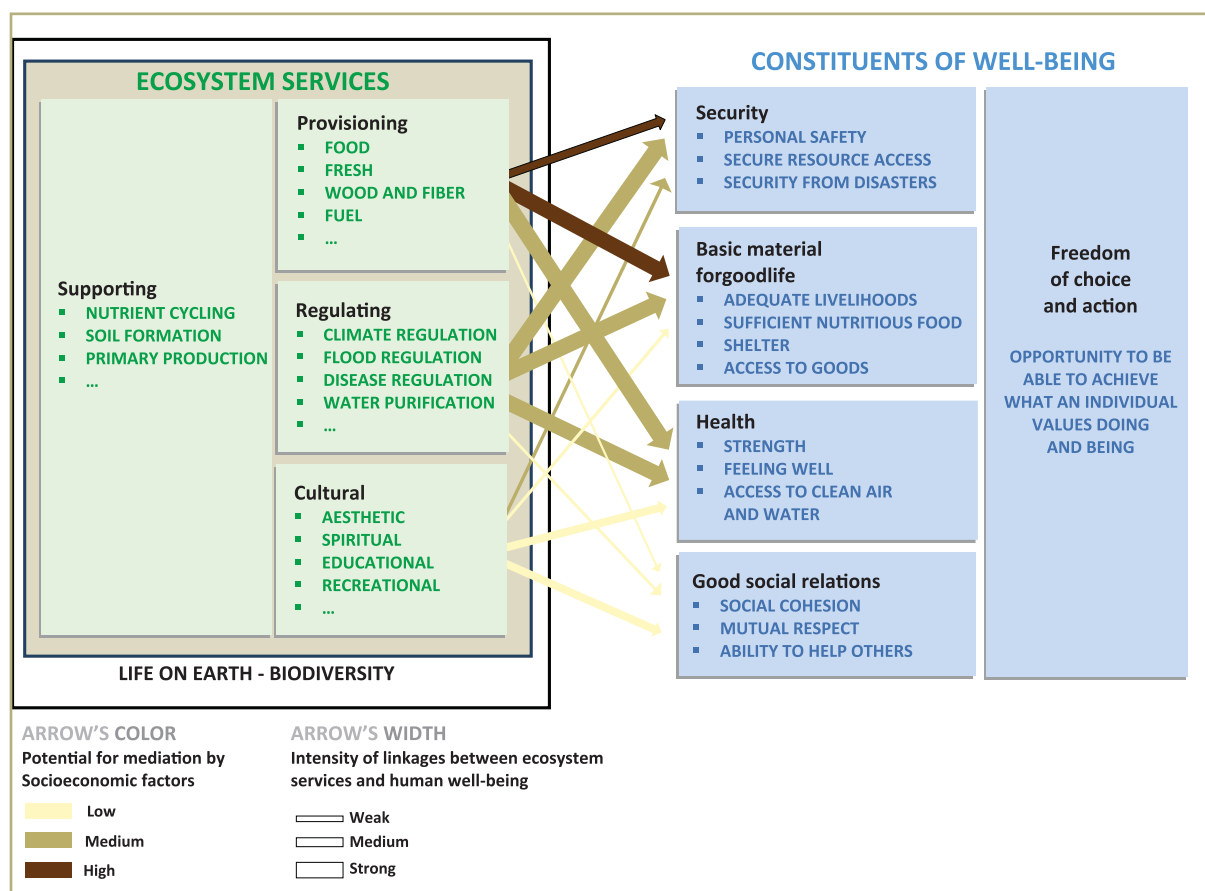 ECOSYSTEM SERVICES
Supporting
▪ NUTRIENT CYCLING
▪ SOIL FORMATION
▪ PRIMARY PRODUCTION
▪ ...
Provisioning
▪ FOOD
▪ FRESH
▪ WOOD AND FIBER
▪ FUEL
▪ ...
Regulating
▪ CLIMATE REGULATION
▪ FLOOD REGULATION
▪ DISEASE REGULATION
▪ WATER PURIFICATION
▪ ...
Cultural
▪ AESTHETIC
▪ SPIRITUAL
▪ EDUCATIONAL
▪ RECREATIONAL
▪ ...
LIFE ON EARTH - BIODIVERSITY
CONSTITUENTS OF WELL-BEING
Security
▪ PERSONAL SAFETY
▪ SECURE RESOURCE ACCESS
▪ SECURITY FROM DISASTERS
Basic material
forgoodlife
▪ ADEQUATE LIVELIHOODS
▪ SUFFICIENT NUTRITIOUS FOOD
▪ SHELTER
▪ ACCESS TO GOODS
Health
▪ STRENGTH
▪ FEELING WELL
▪ ACCESS TO CLEAN AIR
AND WATER
Good social relations
▪ SOCIAL COHESION
▪ MUTUAL RESPECT
▪ ABILITY TO HELP OTHERS
Freedom
of choice
and action
OPPORTUNITY TO BE
ABLE TO ACHIEVE
WHAT AN INDIVIDUAL
VALUES DOING
AND BEING
ARROW'S COLOR
Potential for mediation by
Socioeconomic factors
Low
Medium
High
ARROW'S WIDTH
Intensity of linkages between ecosystem
services and human well-being
Weak
Medium
Strong